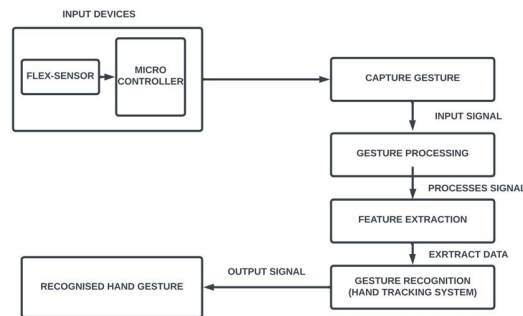 INPUT DEVICES
FLEX-SENSOR
MICRO
CONTROLLER
CAPTURE GESTURE
INPUT SIGNAL
GESTURE PROCESSING
PROCESSES SIGNAL
FEATURE EXTRACTION
EXRTRACT DATA
GESTURE RECOGNITION
(HAND TRACKING SYSTEM)
OUTPUT SIGNAL
RECOGNISED HAND GESTURE